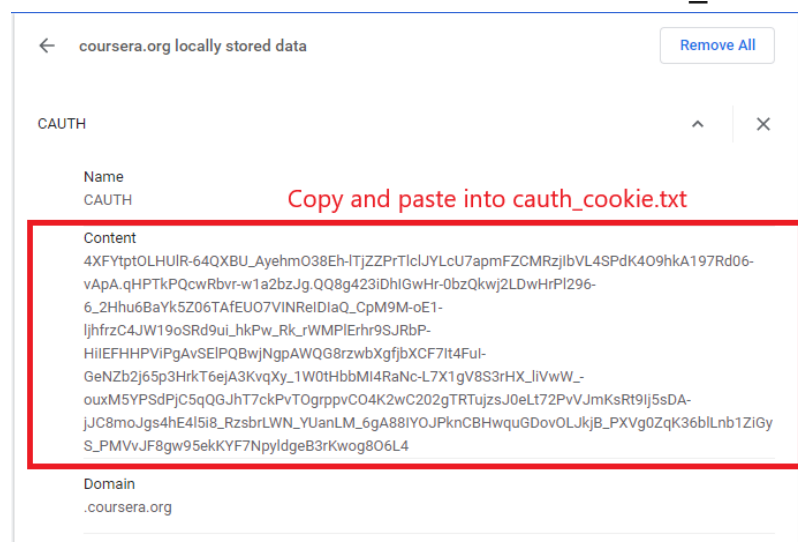 coursera.org locally stored data
Remove All
CAUTH
Name
CAUTH
Copy and paste into cauth_cookie.txt
Content
4XFYtptOLHUlR-64QXBU_AyehmO38Eh-lTjZZPrTlclJYLcU7apmFZCMRzjIbVL4SPdK4O9hkA197Rd06-
vApA.qHPTkPQcwRbvr-w1a2bzJg.QQ8g423iDhIGwHr-0bzQkwj2LDwHrPl296-
6_2Hhu6BaYk5Z06TAfEUO7VINReIDIaQ_CpM9M-oE1-
ljhfrzC4JW19oSRd9ui_hkPw_Rk_rWMPlErhr9SJRbP-
HiIEFHHPViPgAvSElPQBwjNgpAWQG8rzwbXgfjbXCF7It4FuI-
GeNZb2j65p3HrkT6ejA3KvqXy_1W0tHbbMI4RaNc-L7X1gV8S3rHX_liVwW_-
ouxM5YPSdPjC5qQGJhT7ckPvTOgrppvCO4K2wC202gTRTujzsJ0eLt72PvVJmKsRt9Ij5sDA-
jJC8moJgs4hE4l5i8_RzsbrLWN_YUanLM_6gA88IYOJPknCBHwquGDovOLJkjB_PXVg0ZqK36blLnb1ZiGy
S_PMVvJF8gw95ekKYF7NpyldgeB3rKwog8O6L4
Domain
.coursera.org